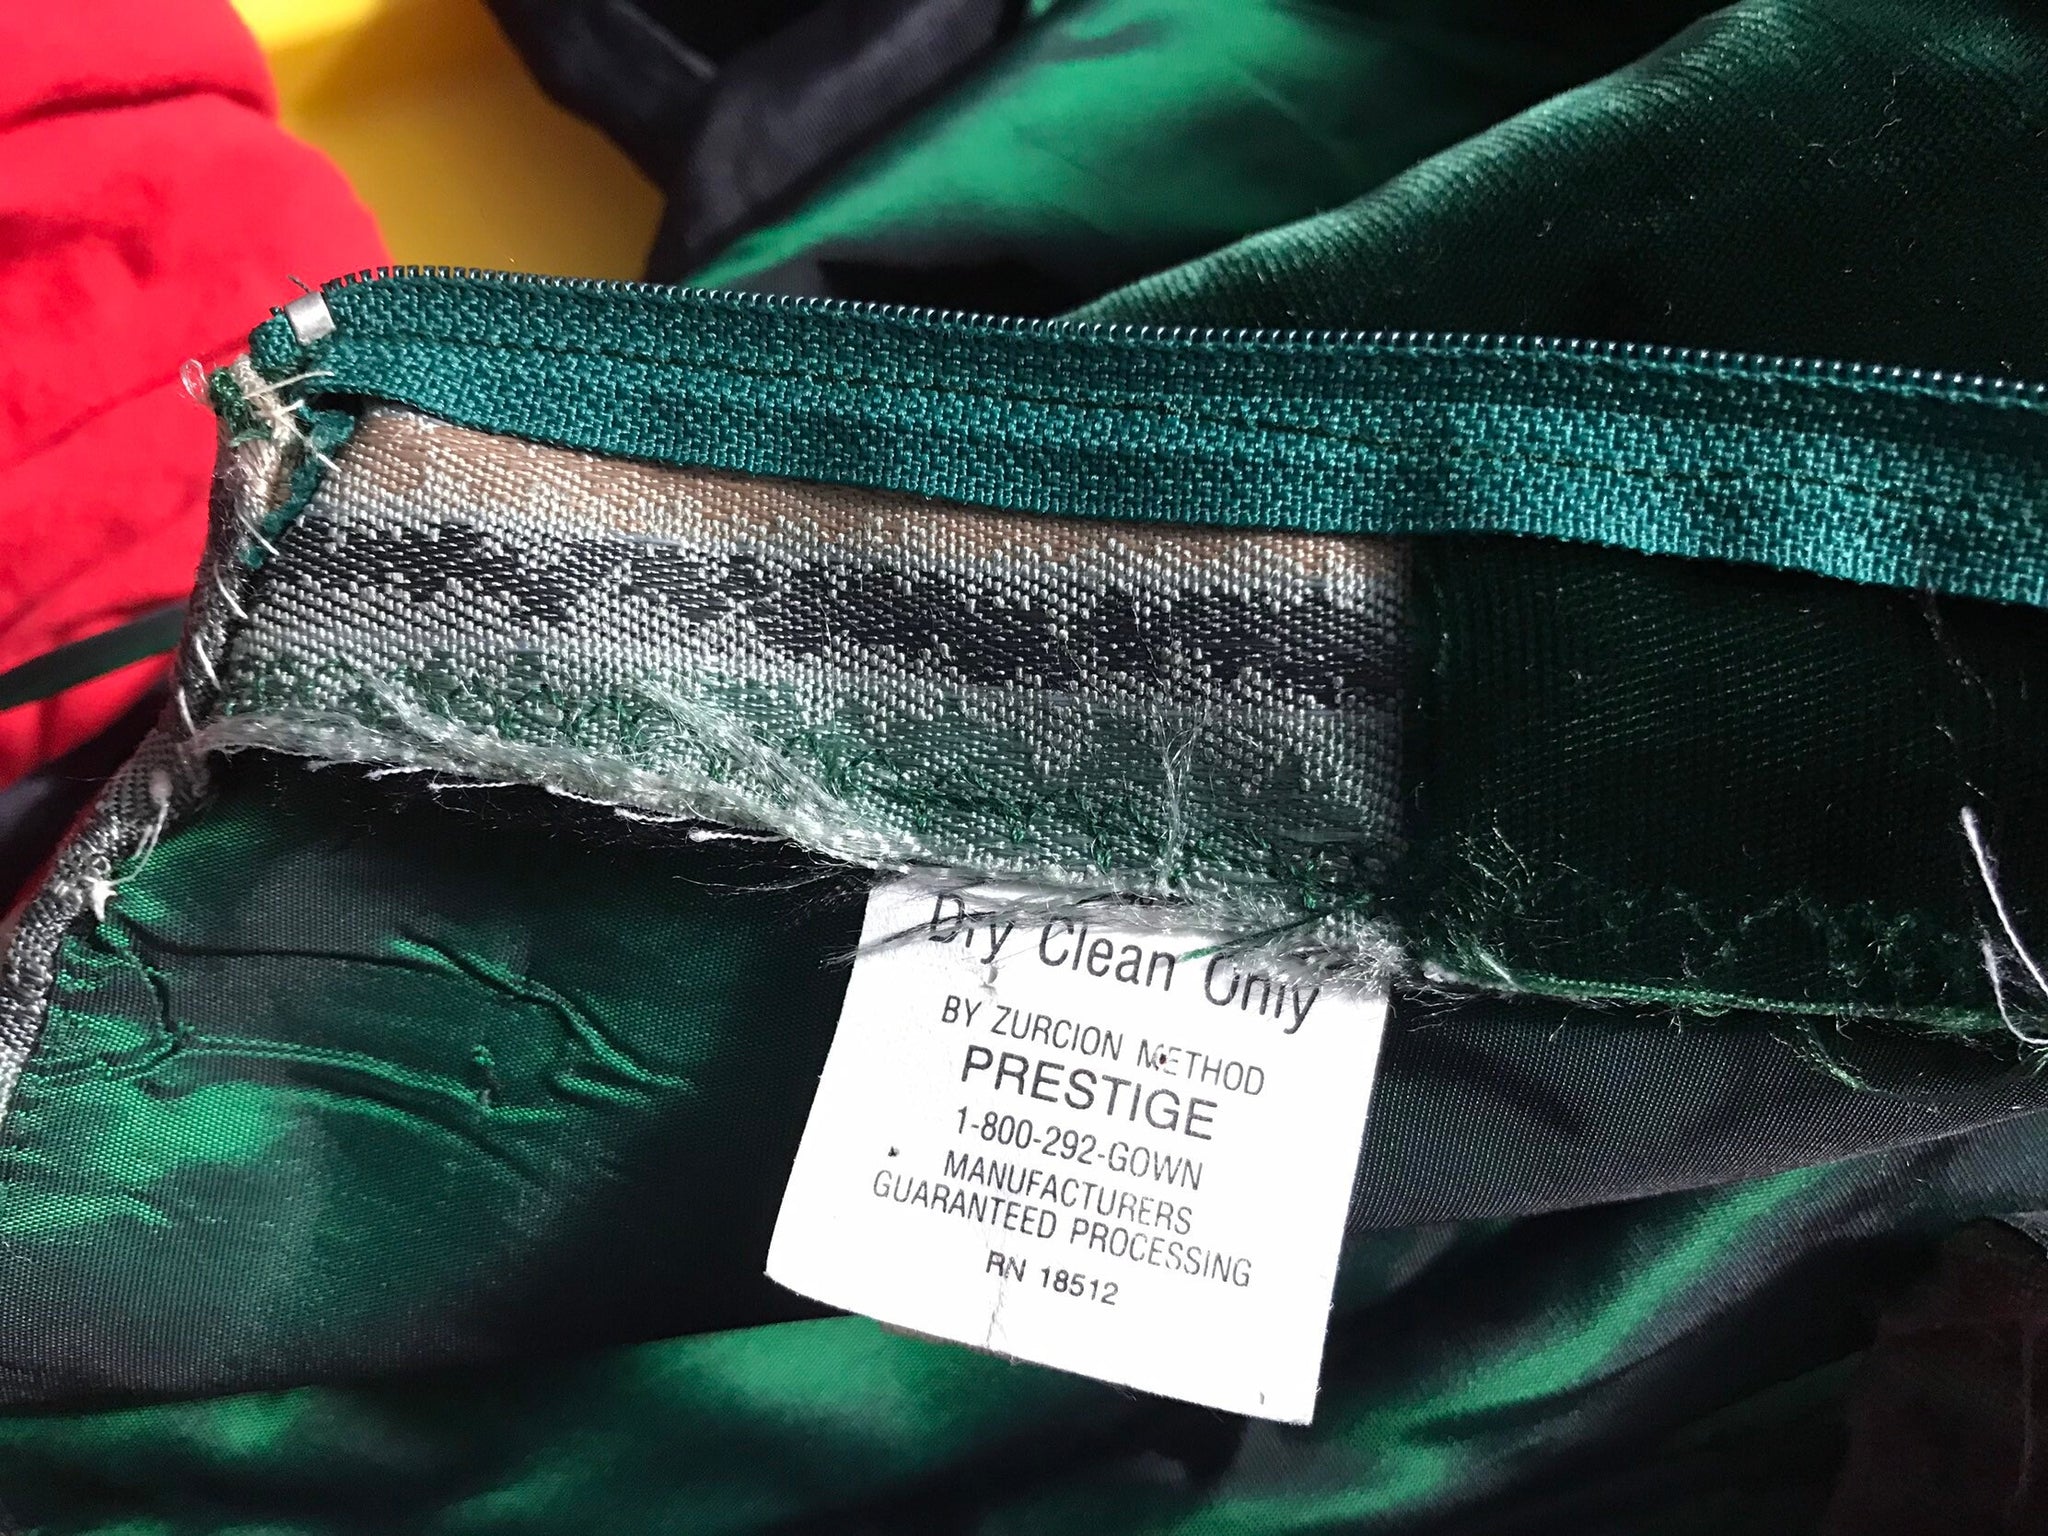 Dry Clean Only
BY ZURCION METHOD
PRESTIGE
1-800-292-GOWN
MANUFACTURERS
GUARANTEED PROCESSING
RN 18512